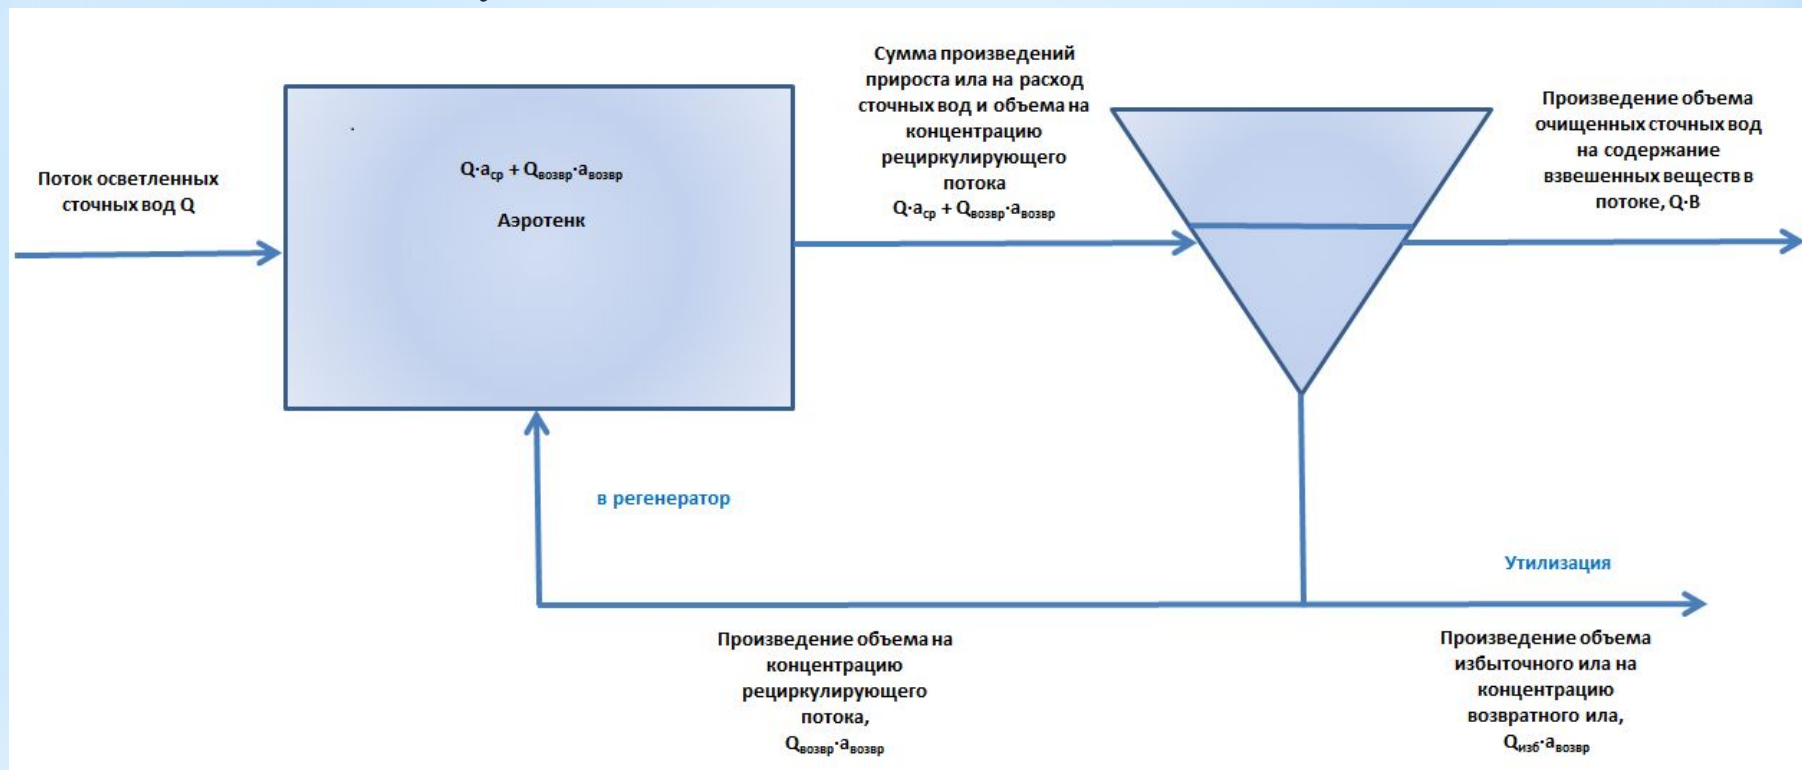 Поток осветленных
сточных вод Q
Q·aср + Qвозвр·aвозвр
Аэротенк
Сумма произведений
прироста ила на расход
сточных вод и объема на
концентрацию
рециркулирующего
потока
Q·aср + Qвозвр·aвозвр
Произведение объема
очищенных сточных вод
на содержание
взвешенных веществ в
потоке, Q·B
в регенератор
Утилизация
Произведение объема на
концентрацию
рециркулирующего
потока,
Qвозвр·aвозвр
Произведение объема
избыточного ила на
концентрацию
возвратного ила,
Qизб·aвозвр